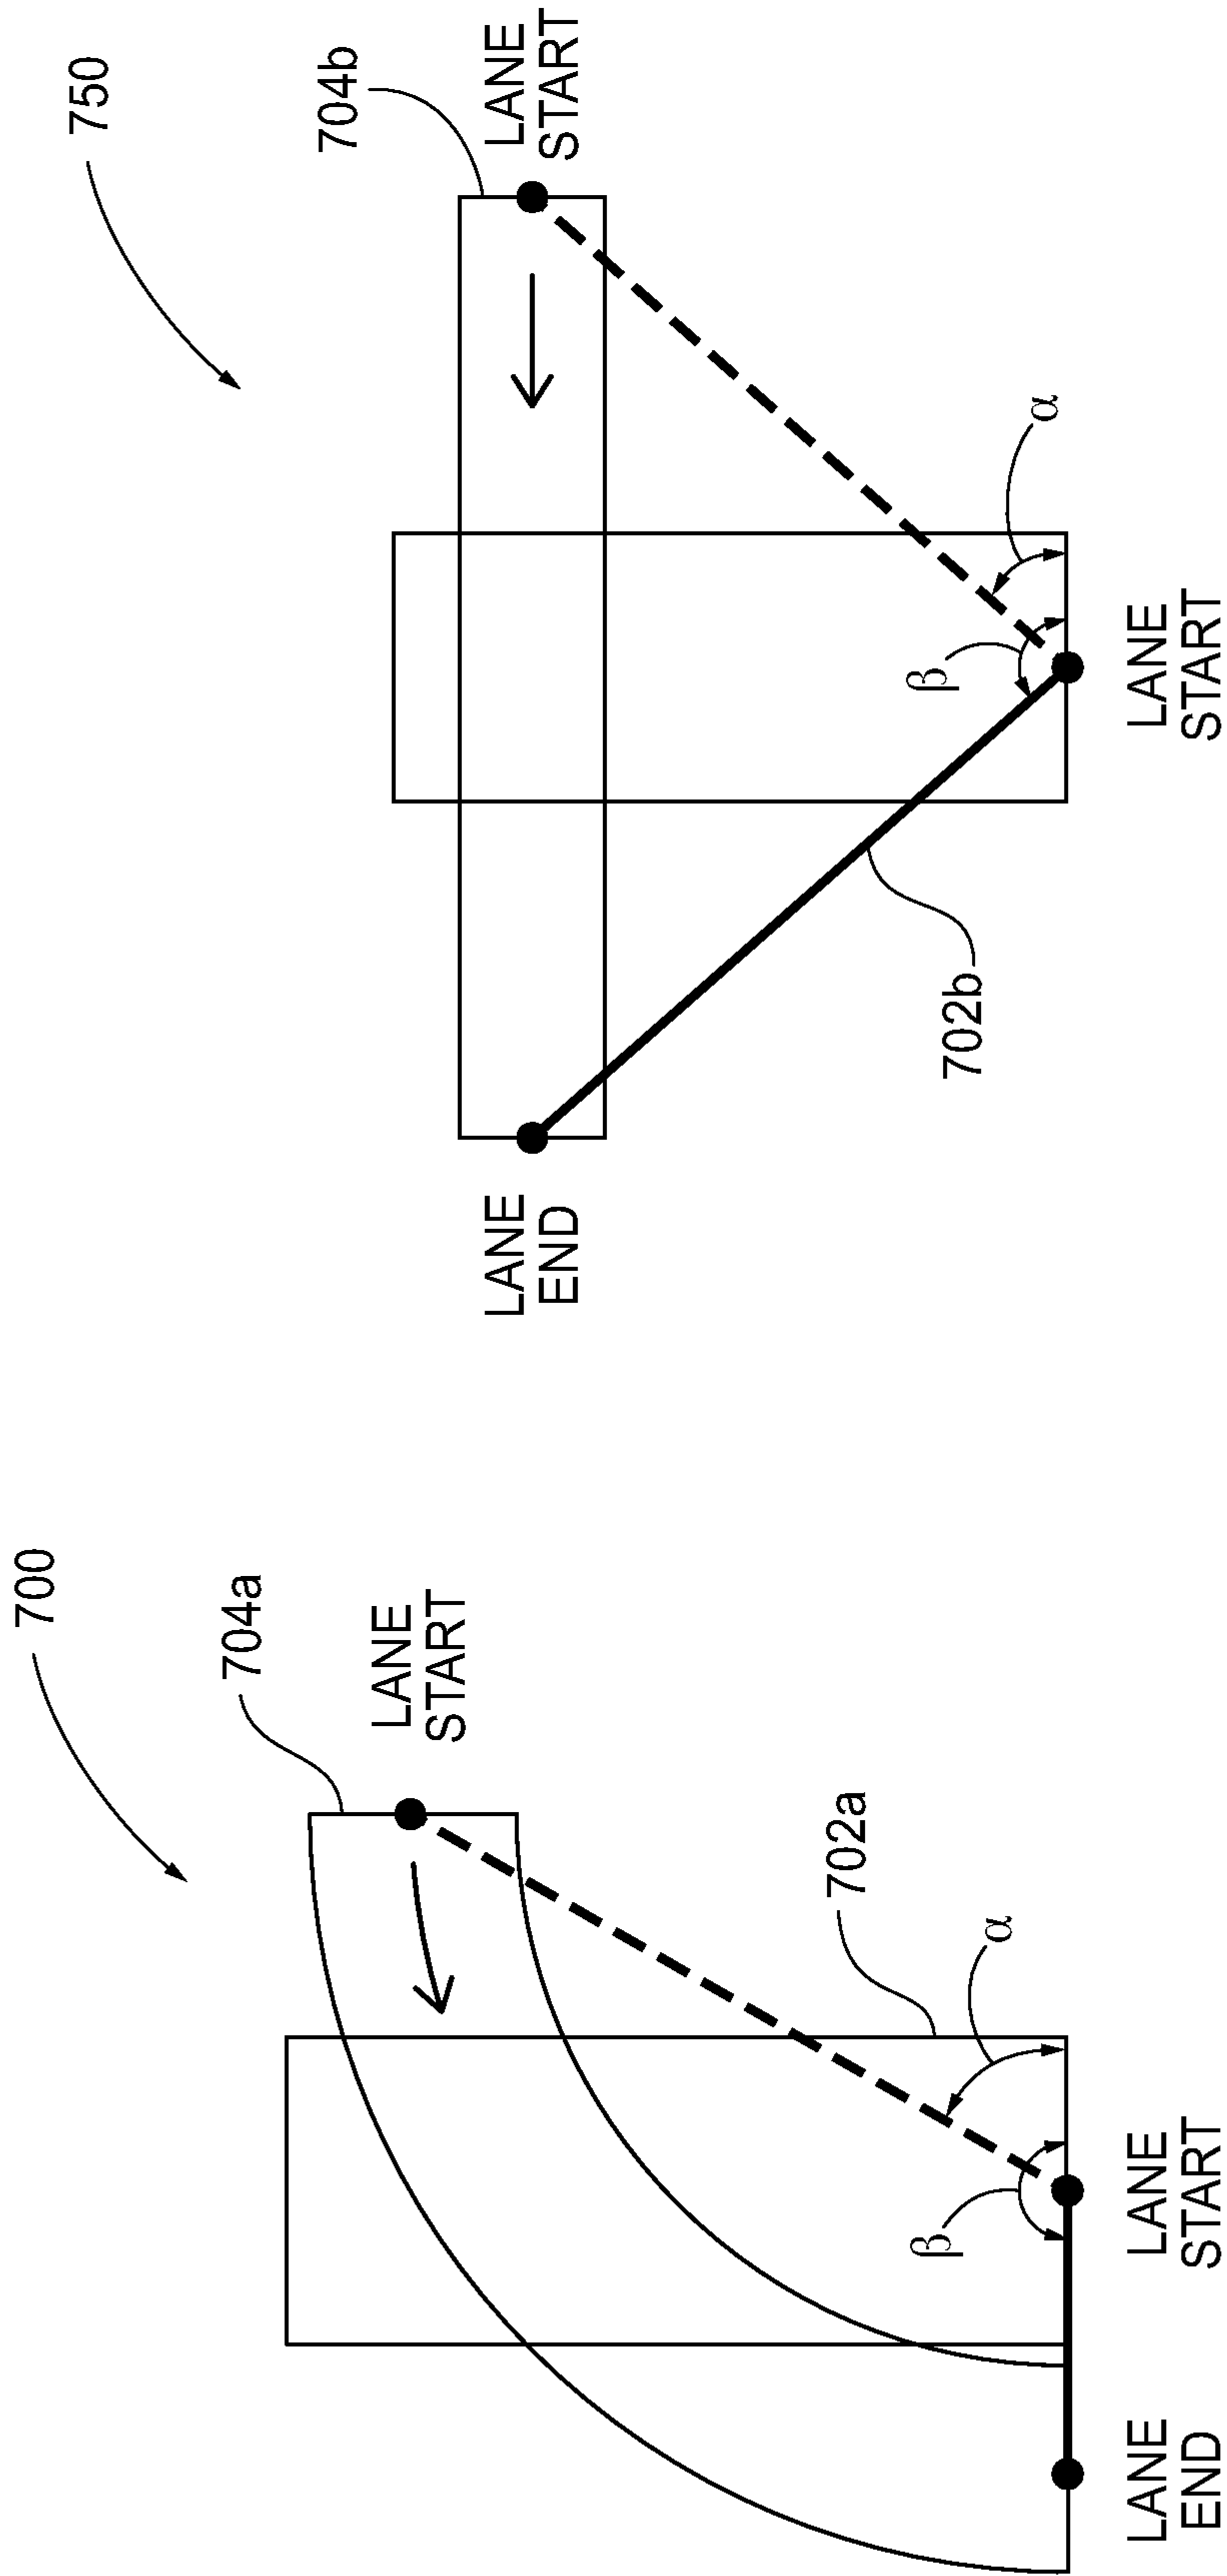 700
704a
LANE
START
702a
α
β
LANE
START
LANE
END
750
704b
LANE
START
α
β
LANE
START
702b
LANE
END